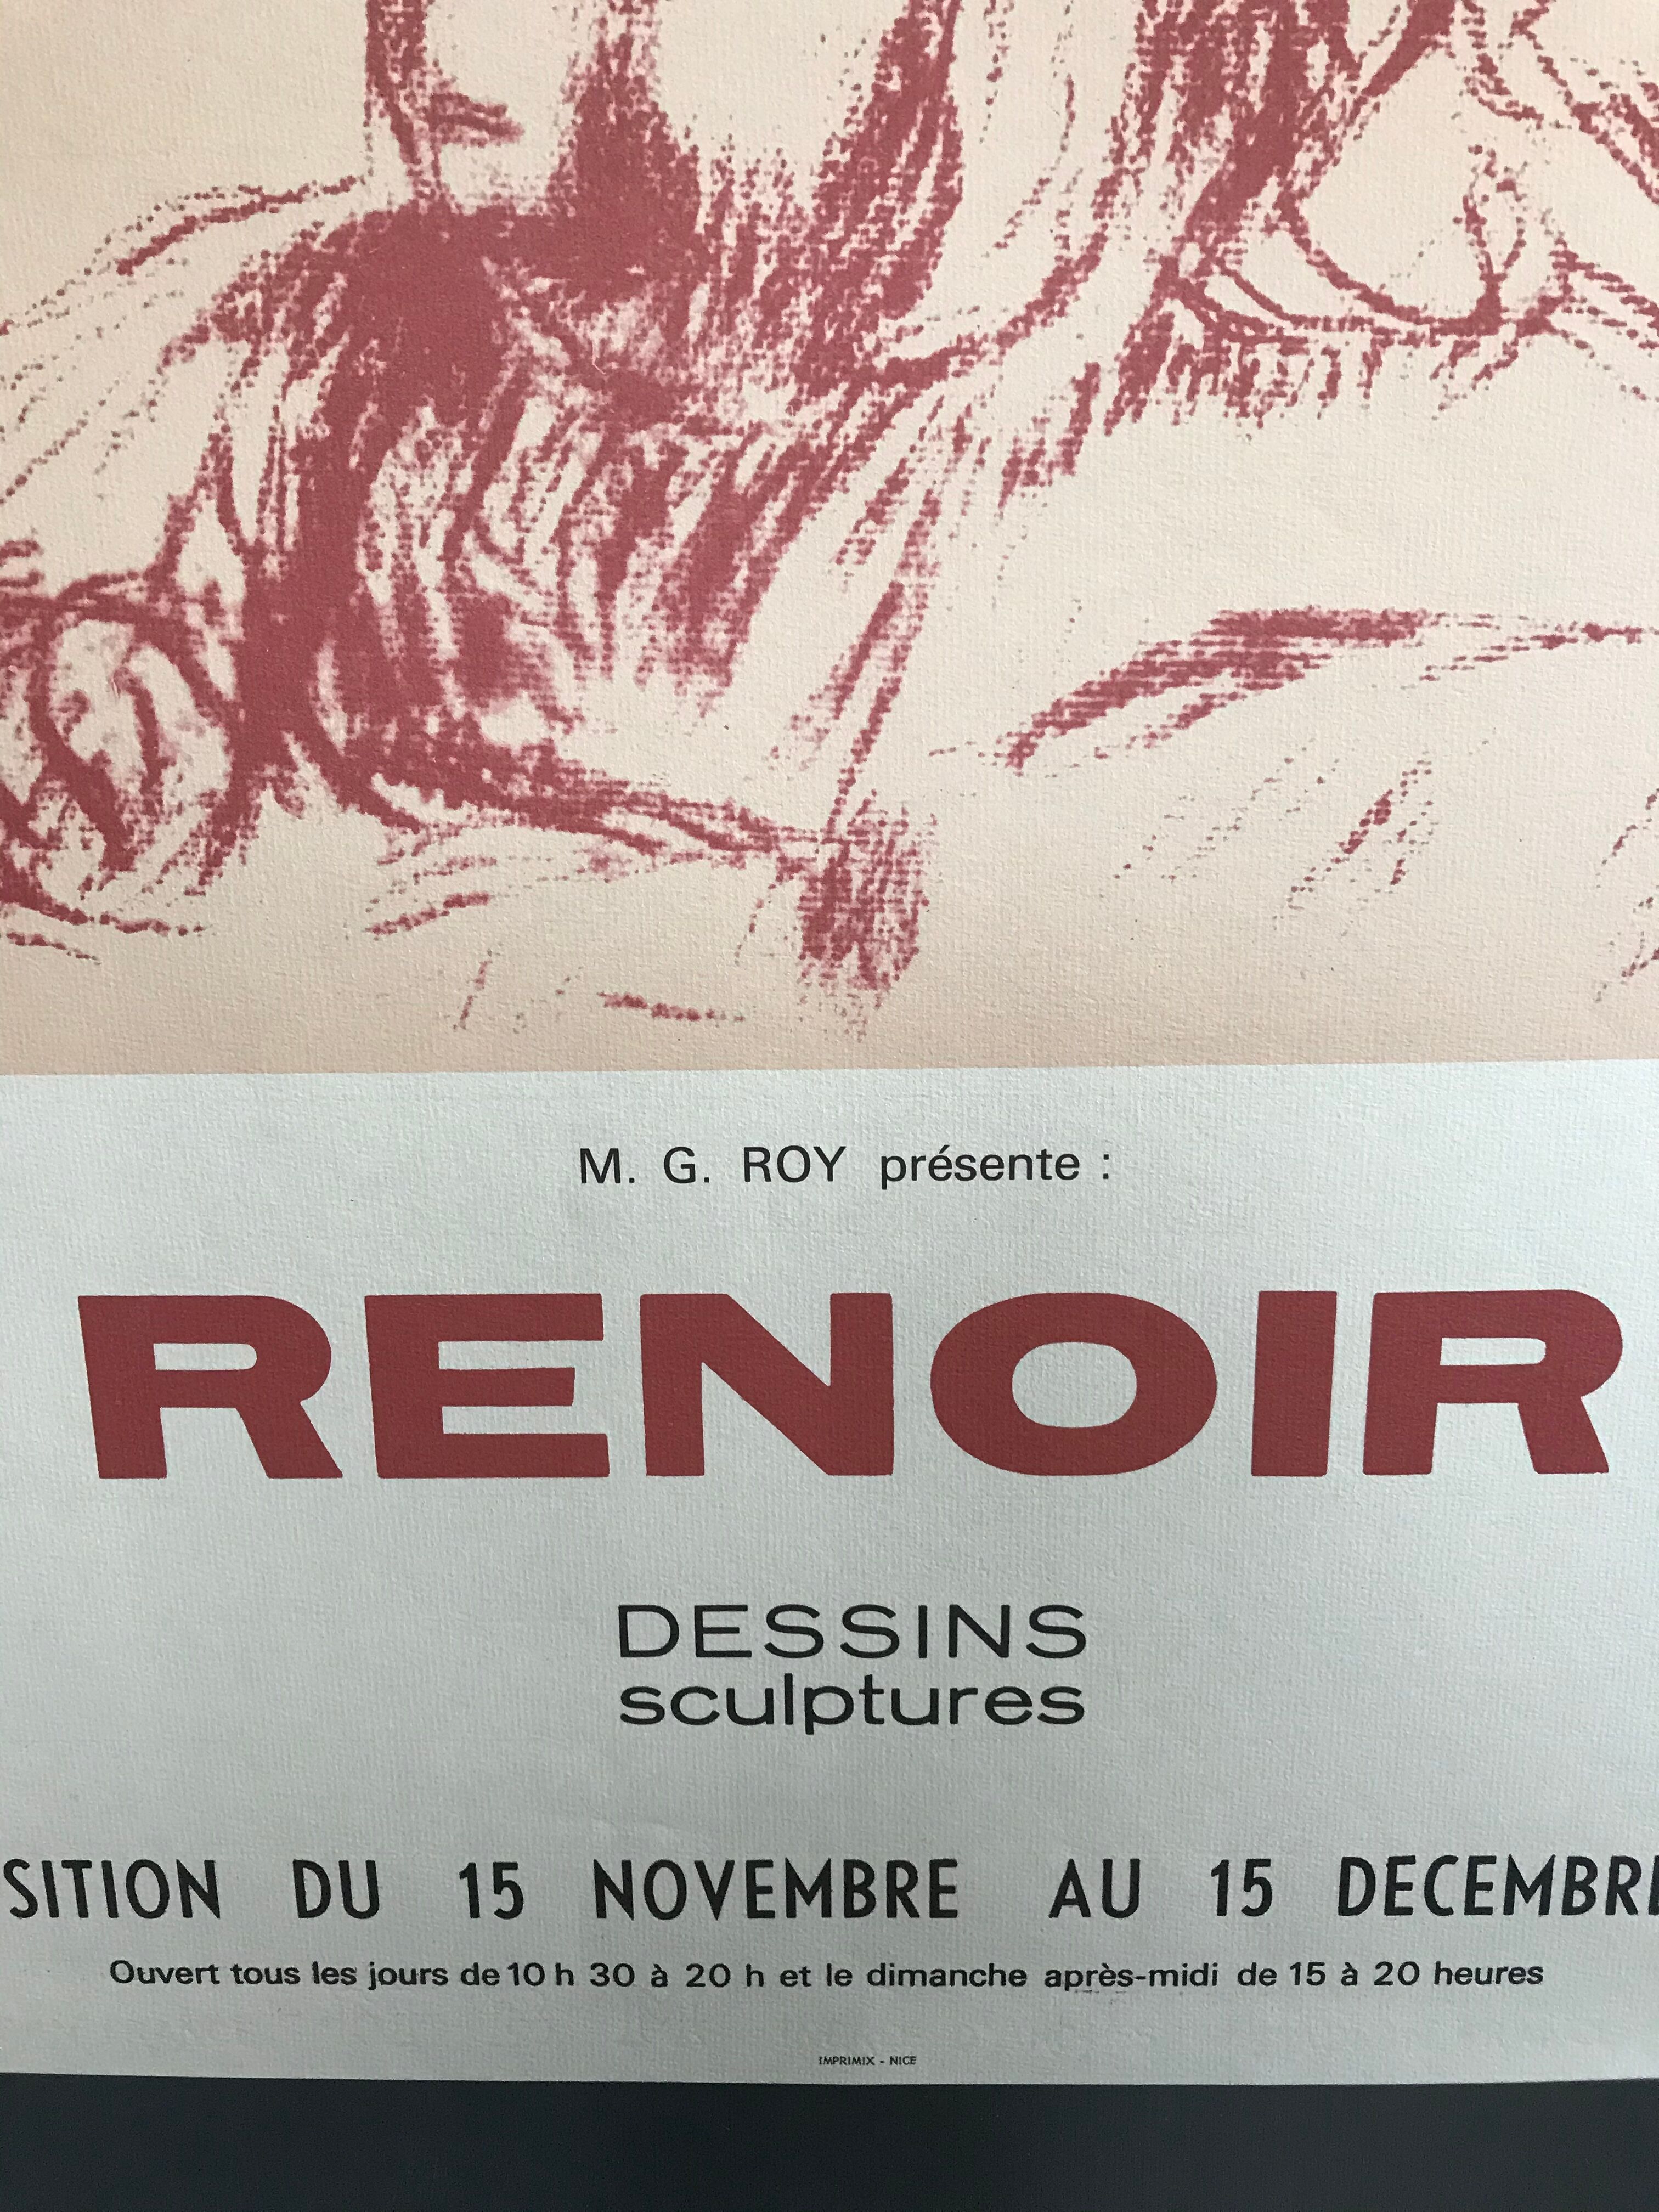 M. G. ROY présente :
RENOIR
DESSINS
sculptures
SITION DU 15 NOVEMBRE AU 15 DECEMBRE
Ouvert tous les jours de 10 h 30 à 20 h et le dimanche après-midi de 15 à 20 heures
IMPRIMIX - NICE